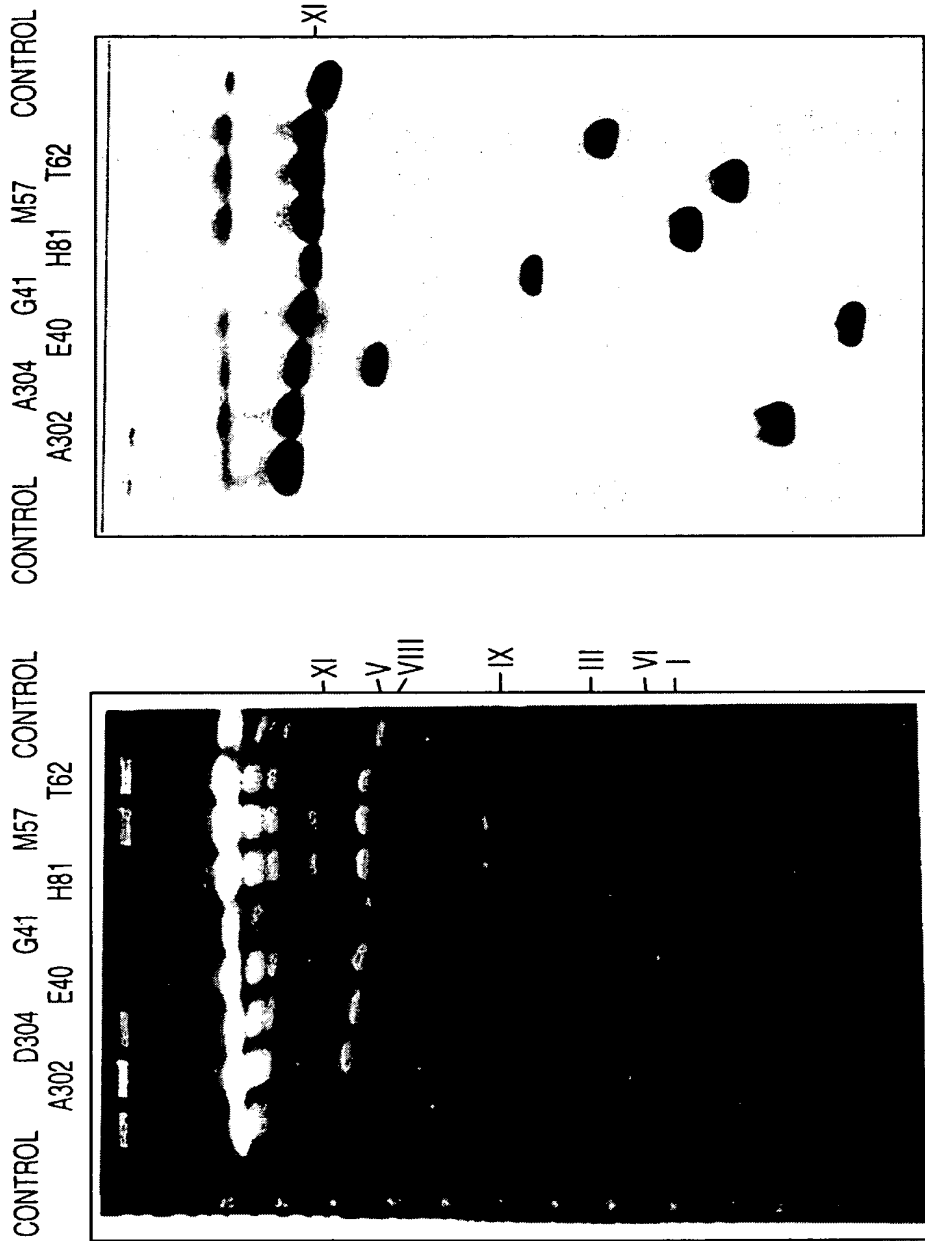 CONTROL A302 A304 E40 G41 H81 M57 T62 CONTROL
XI
CONTROL A302 D304 E40 G41 H81 M57 T62 CONTROL
XI
V
VIII
IX
III
VI
I